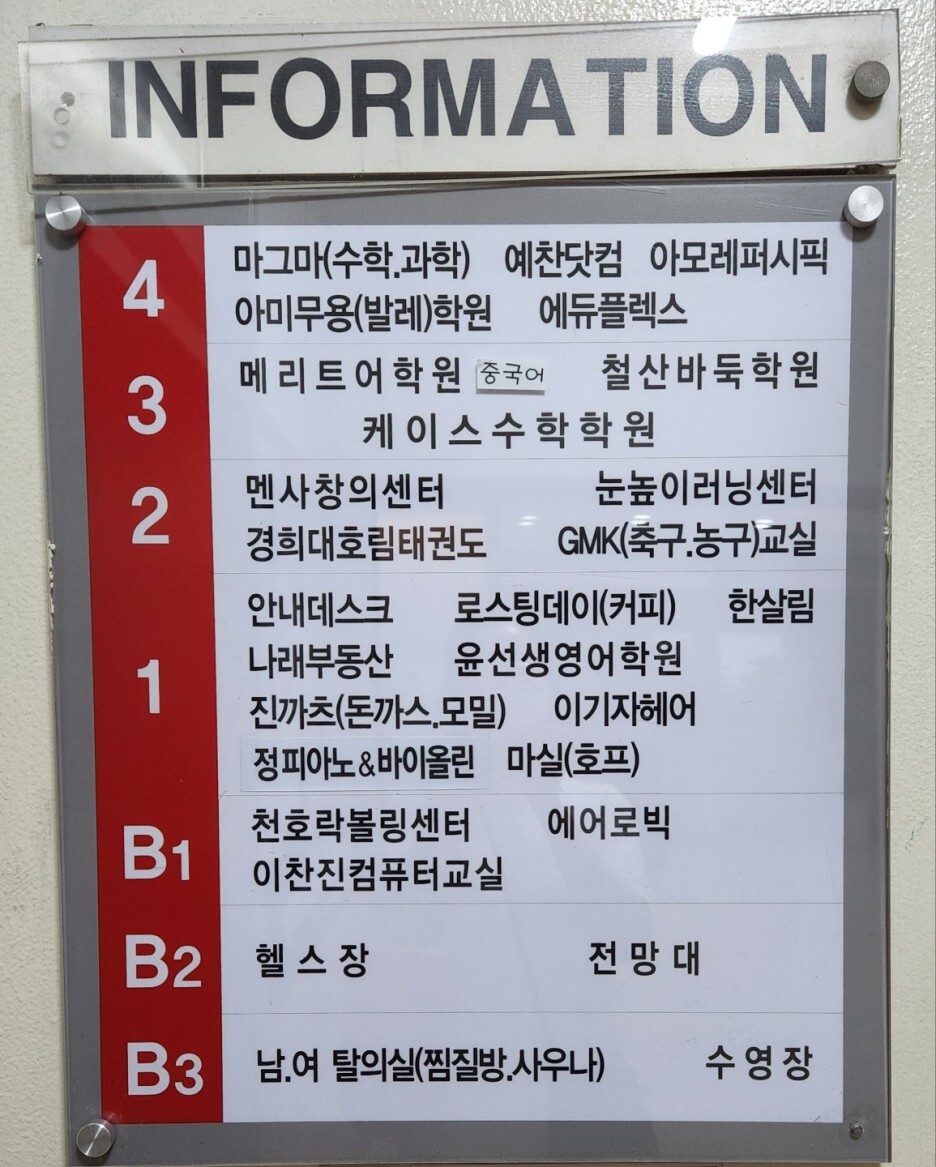 INFORMATION
4
마그마(수학.과학) 예찬닷컴 아모레퍼시픽
아미무용(발레)학원 에듀플렉스
3
메리트어학원 중국어 철산바둑학원
케이스수학학원
2
멘사창의센터 눈높이러닝센터
경희대호림태권도 GMK(축구.농구)교실
1
안내데스크 로스팅데이(커피) 한살림
나래부동산 윤선생영어학원
진까츠(돈까스.모밀) 이기자헤어
정피아노&바이올린 마실(호프)
B1
천호락볼링센터 에어로빅
이찬진컴퓨터교실
B2
헬스장 전망대
B3
남.여 탈의실(찜질방.사우나) 수영장